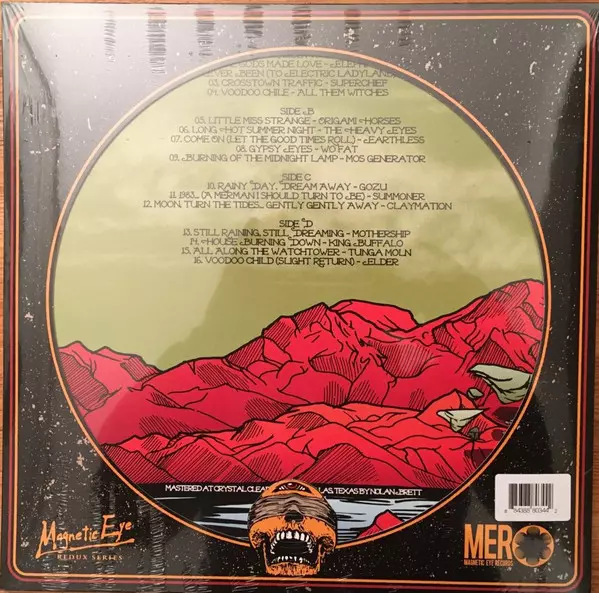 GODS MADE LOVE -
EVER BEEN (TO ELECTRIC LADYLAND
03. CROSSTOWN TRAFFIC - SUPERCHIEF
04. VOODOO CHILE - ALL THEM WITCHES
SIDE B
05. LITTLE MISS STRANGE - ORIGAMI HORSES
06. LONG HOT SUMMER NIGHT - THE HEAVY EYES
07. COME ON (LET THE GOOD TIMES ROLL) - EARTHLESS
08. GYPSY EYES - WO FAT
09. BURNING OF THE MIDNIGHT LAMP - MOS GENERATOR
SIDE C
10. RAINY DAY, DREAM AWAY - GOZU
11. 1983... (A MERMAN I SHOULD TURN TO BE) - SUMMONER
12. MOON, TURN THE TIDES... GENTLY GENTLY AWAY - CLAYMATION
SIDE D
13. STILL RAINING, STILL DREAMING - MOTHERSHIP
14. HOUSE BURNING DOWN - KING BUFFALO
15. ALL ALONG THE WATCHTOWER - TUNGA MOLN
16. VOODOO CHILD (SLIGHT RETURN) - ELDER
MASTERED AT CRYSTAL CLEAR LAS, TEXAS BY NOLAN BRETT
Magnetic Eye
REDUX SERIES
MER
MAGNETIC EYE RECORDS